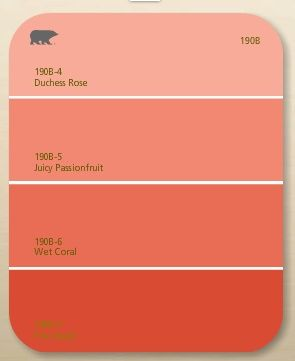 190B
190B-4
Duchess Rose
190B-5
Juicy Passionfruit
190B-6
Wet Coral